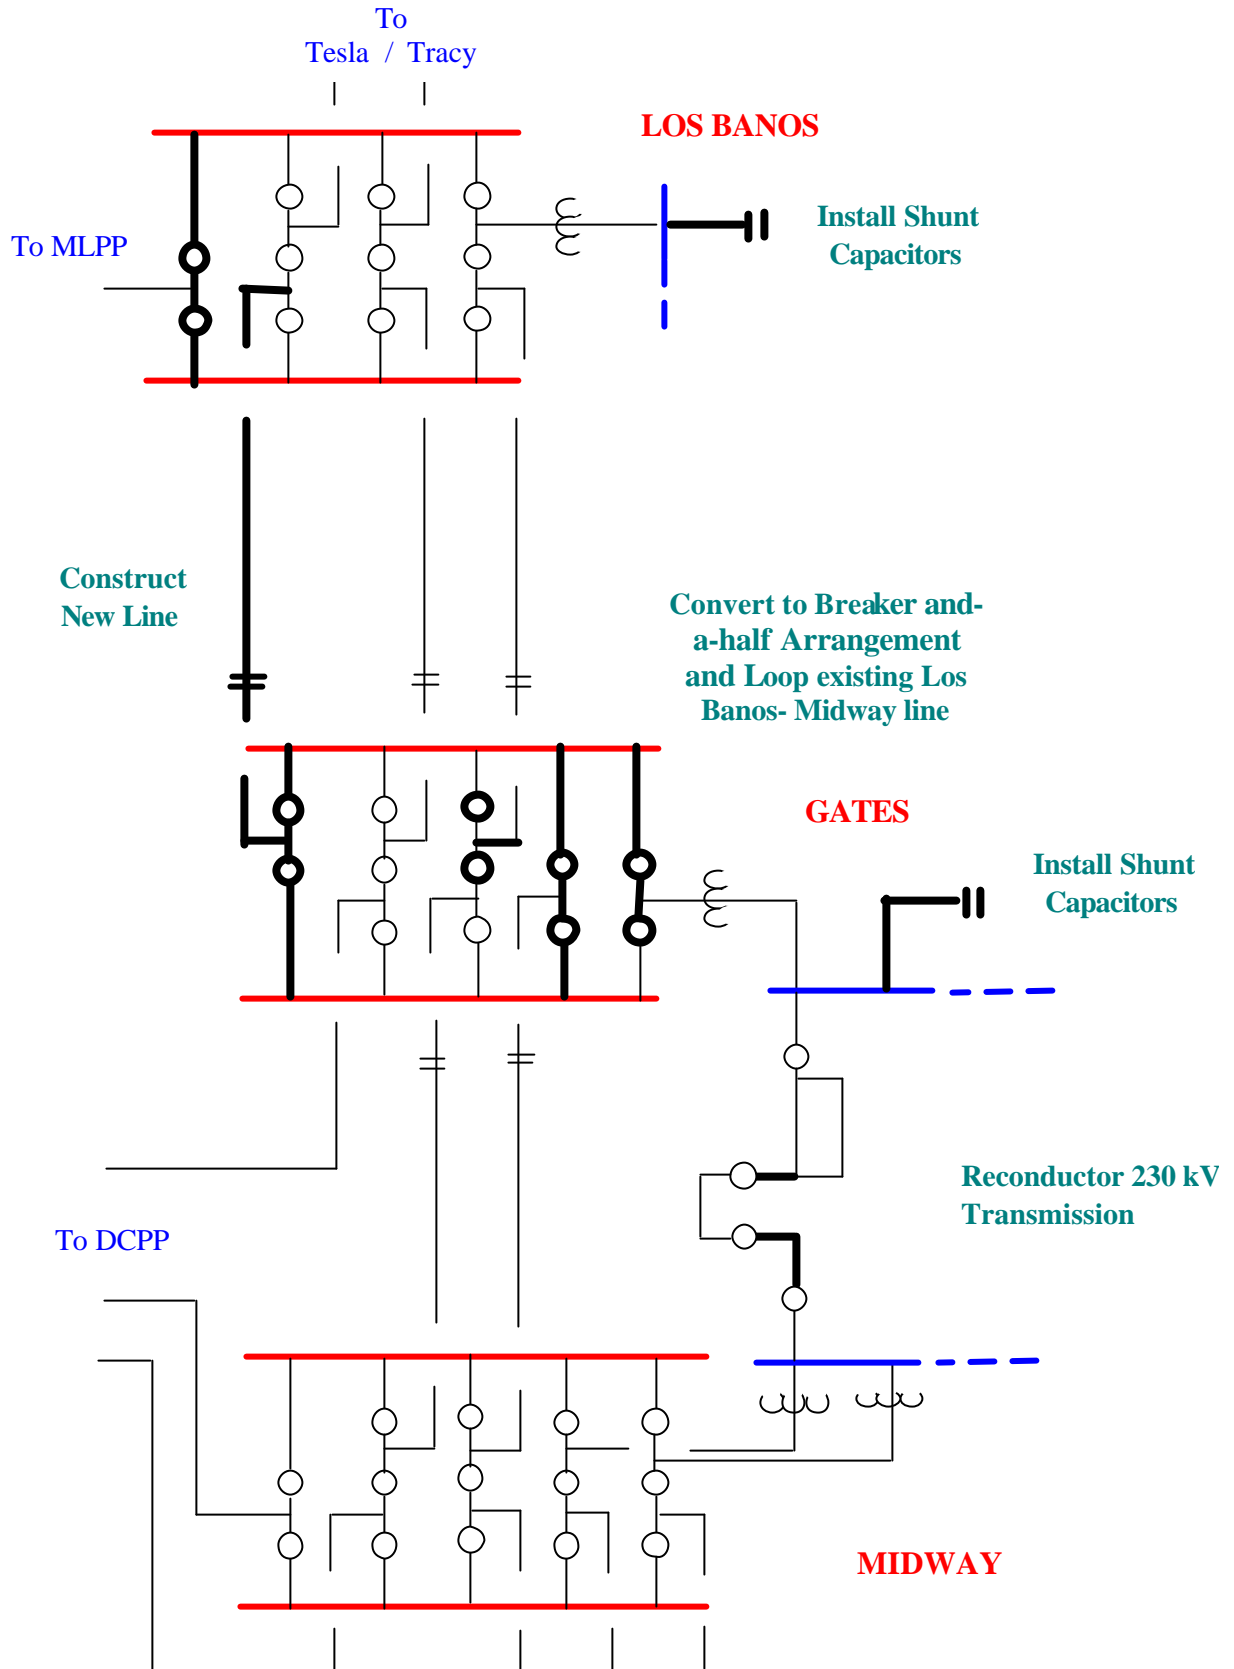 To
Tesla / Tracy
LOS BANOS
To MLPP
Install Shunt
Capacitors
Construct
New Line
Convert to Breaker and-
a-half Arrangement
and Loop existing Los
Banos- Midway line
GATES
Install Shunt
Capacitors
Reconductor 230 kV
Transmission
To DCPP
MIDWAY